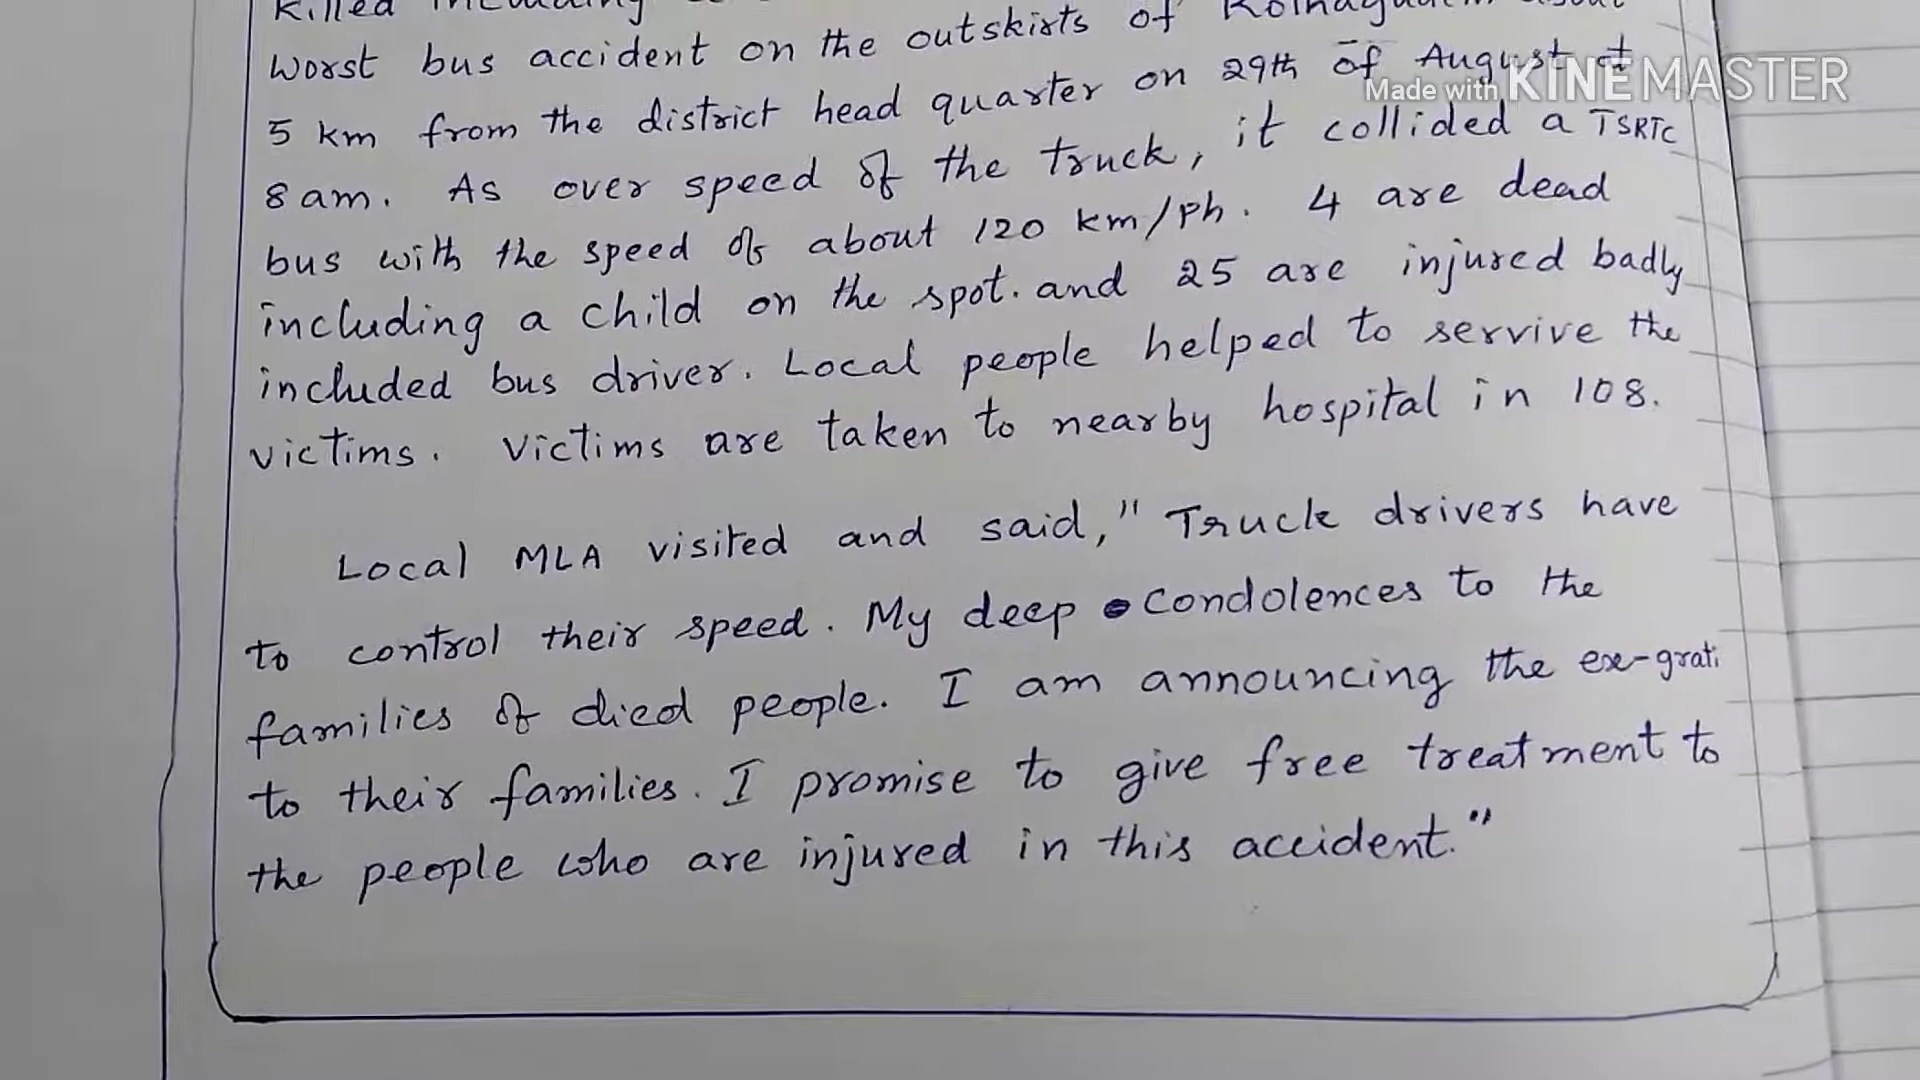 Killed including
worst bus accident on the outskirts of Kothagudem about
5 km from the district head quarter on 29th of August at
8 am. As over speed of the truck, it collided a TSRTC
bus with the speed of about 120 km/ph. 4 are dead
including a child on the spot. and 25 are injured badly
included bus driver. Local people helped to servive the
victims. Victims are taken to nearby hospital in 108.
Local MLA visited and said," Truck drivers have
to control their speed. My deep condolences to the
families of died people. I am announcing the ex-grati
to their families. I promise to give free treatment to
the people who are injured in this accident."
Made with KINEMASTER